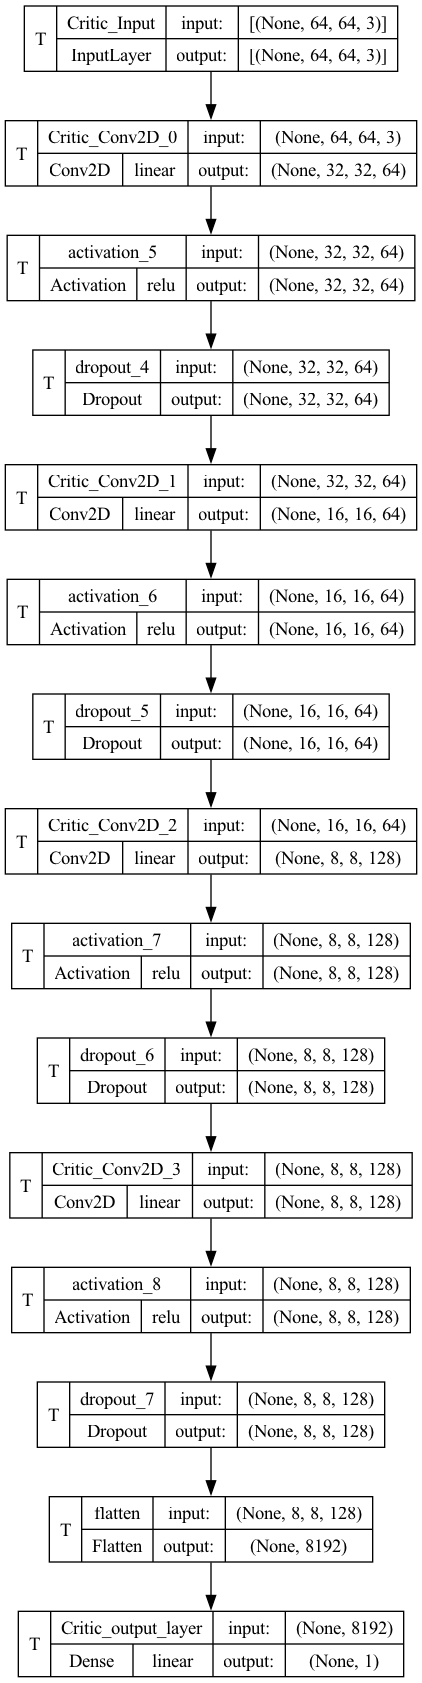 T Critic_Input input: [(None, 64, 64, 3)]
InputLayer output: [(None, 64, 64, 3)]
T Critic_Conv2D_0 input: (None, 64, 64, 3)
Conv2D linear output: (None, 32, 32, 64)
T activation_5 input: (None, 32, 32, 64)
Activation relu output: (None, 32, 32, 64)
T dropout_4 input: (None, 32, 32, 64)
Dropout output: (None, 32, 32, 64)
T Critic_Conv2D_1 input: (None, 32, 32, 64)
Conv2D linear output: (None, 16, 16, 64)
T activation_6 input: (None, 16, 16, 64)
Activation relu output: (None, 16, 16, 64)
T dropout_5 input: (None, 16, 16, 64)
Dropout output: (None, 16, 16, 64)
T Critic_Conv2D_2 input: (None, 16, 16, 64)
Conv2D linear output: (None, 8, 8, 128)
T activation_7 input: (None, 8, 8, 128)
Activation relu output: (None, 8, 8, 128)
T dropout_6 input: (None, 8, 8, 128)
Dropout output: (None, 8, 8, 128)
T Critic_Conv2D_3 input: (None, 8, 8, 128)
Conv2D linear output: (None, 8, 8, 128)
T activation_8 input: (None, 8, 8, 128)
Activation relu output: (None, 8, 8, 128)
T dropout_7 input: (None, 8, 8, 128)
Dropout output: (None, 8, 8, 128)
T flatten input: (None, 8, 8, 128)
Flatten output: (None, 8192)
T Critic_output_layer input: (None, 8192)
Dense linear output: (None, 1)